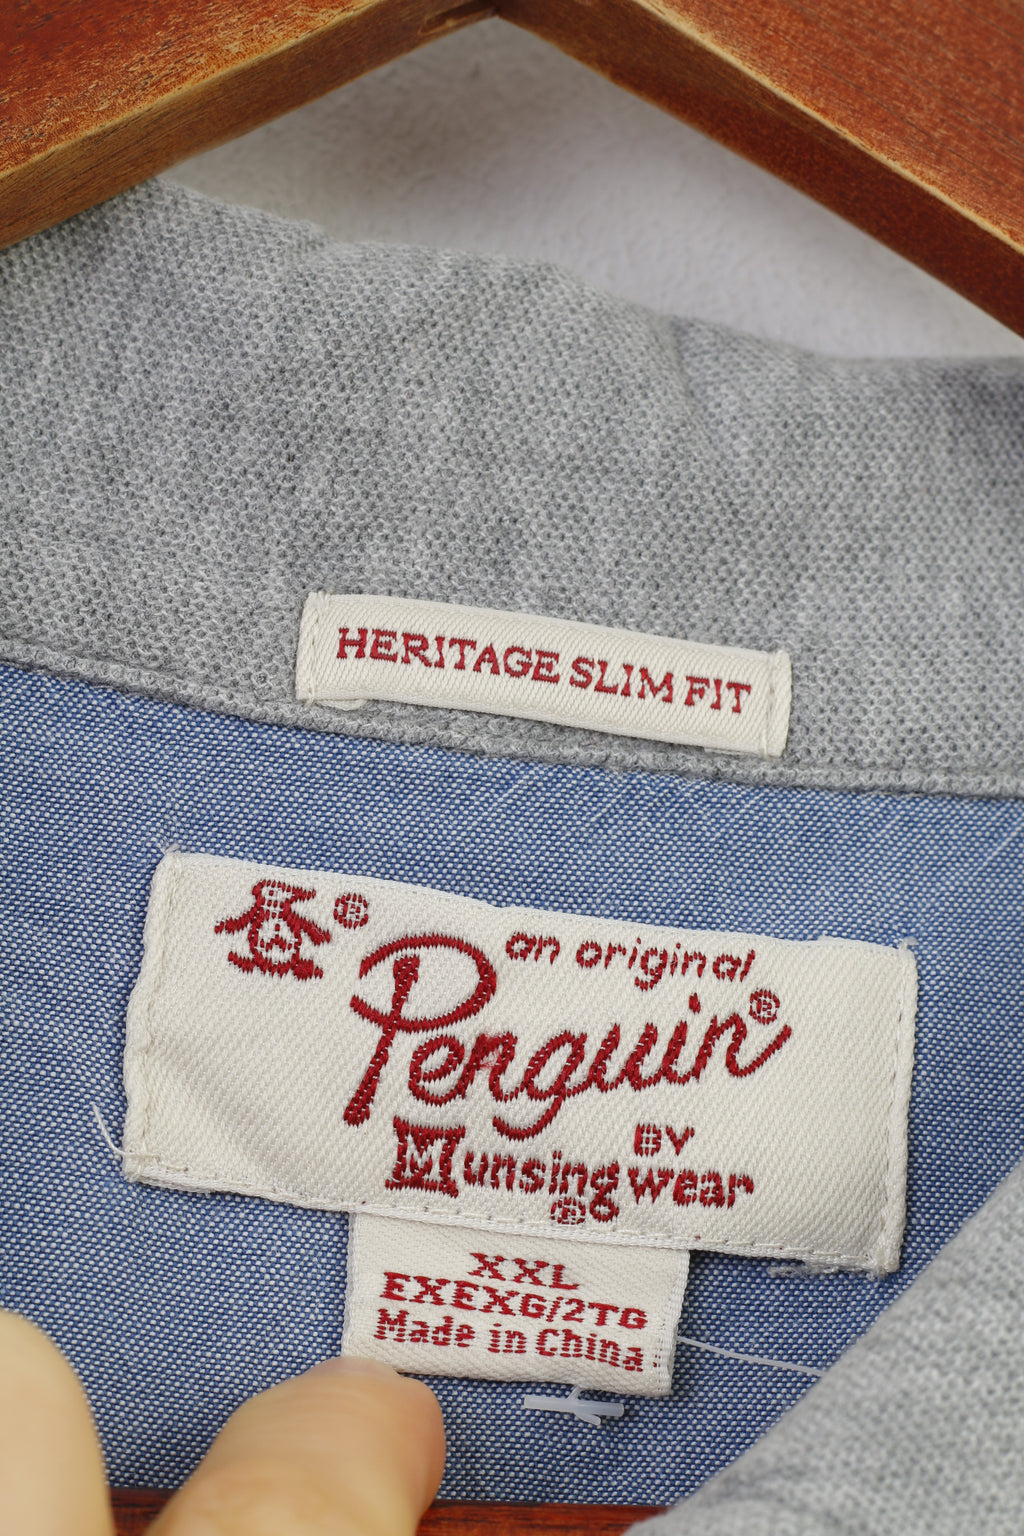 HERITAGE SLIM FIT
®
an original
Penguin®
BY
Munsingwear
®
XXL
EXEXG/2TG
Made in China